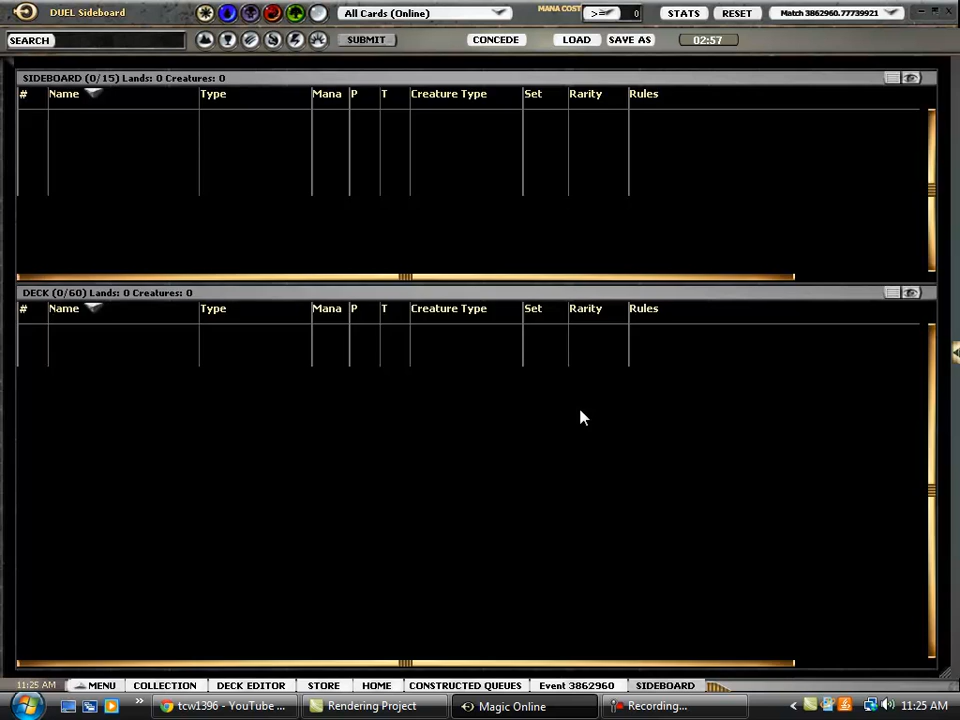 DUEL Sideboard
All Cards (Online)
MANA COST
>=
0
STATS
RESET
Match 3862960.77739921
SEARCH
SUBMIT
CONCEDE
LOAD
SAVE AS
02:57
SIDEBOARD (0/15) Lands: 0 Creatures: 0
# Name Type Mana P T Creature Type Set Rarity Rules
DECK (0/60) Lands: 0 Creatures: 0
# Name Type Mana P T Creature Type Set Rarity Rules
11:25 AM MENU COLLECTION DECK EDITOR STORE HOME CONSTRUCTED QUEUES Event 3862960 SIDEBOARD
» tcw1396 - YouTube ... Rendering Project Magic Online Recording... < 11:25 AM